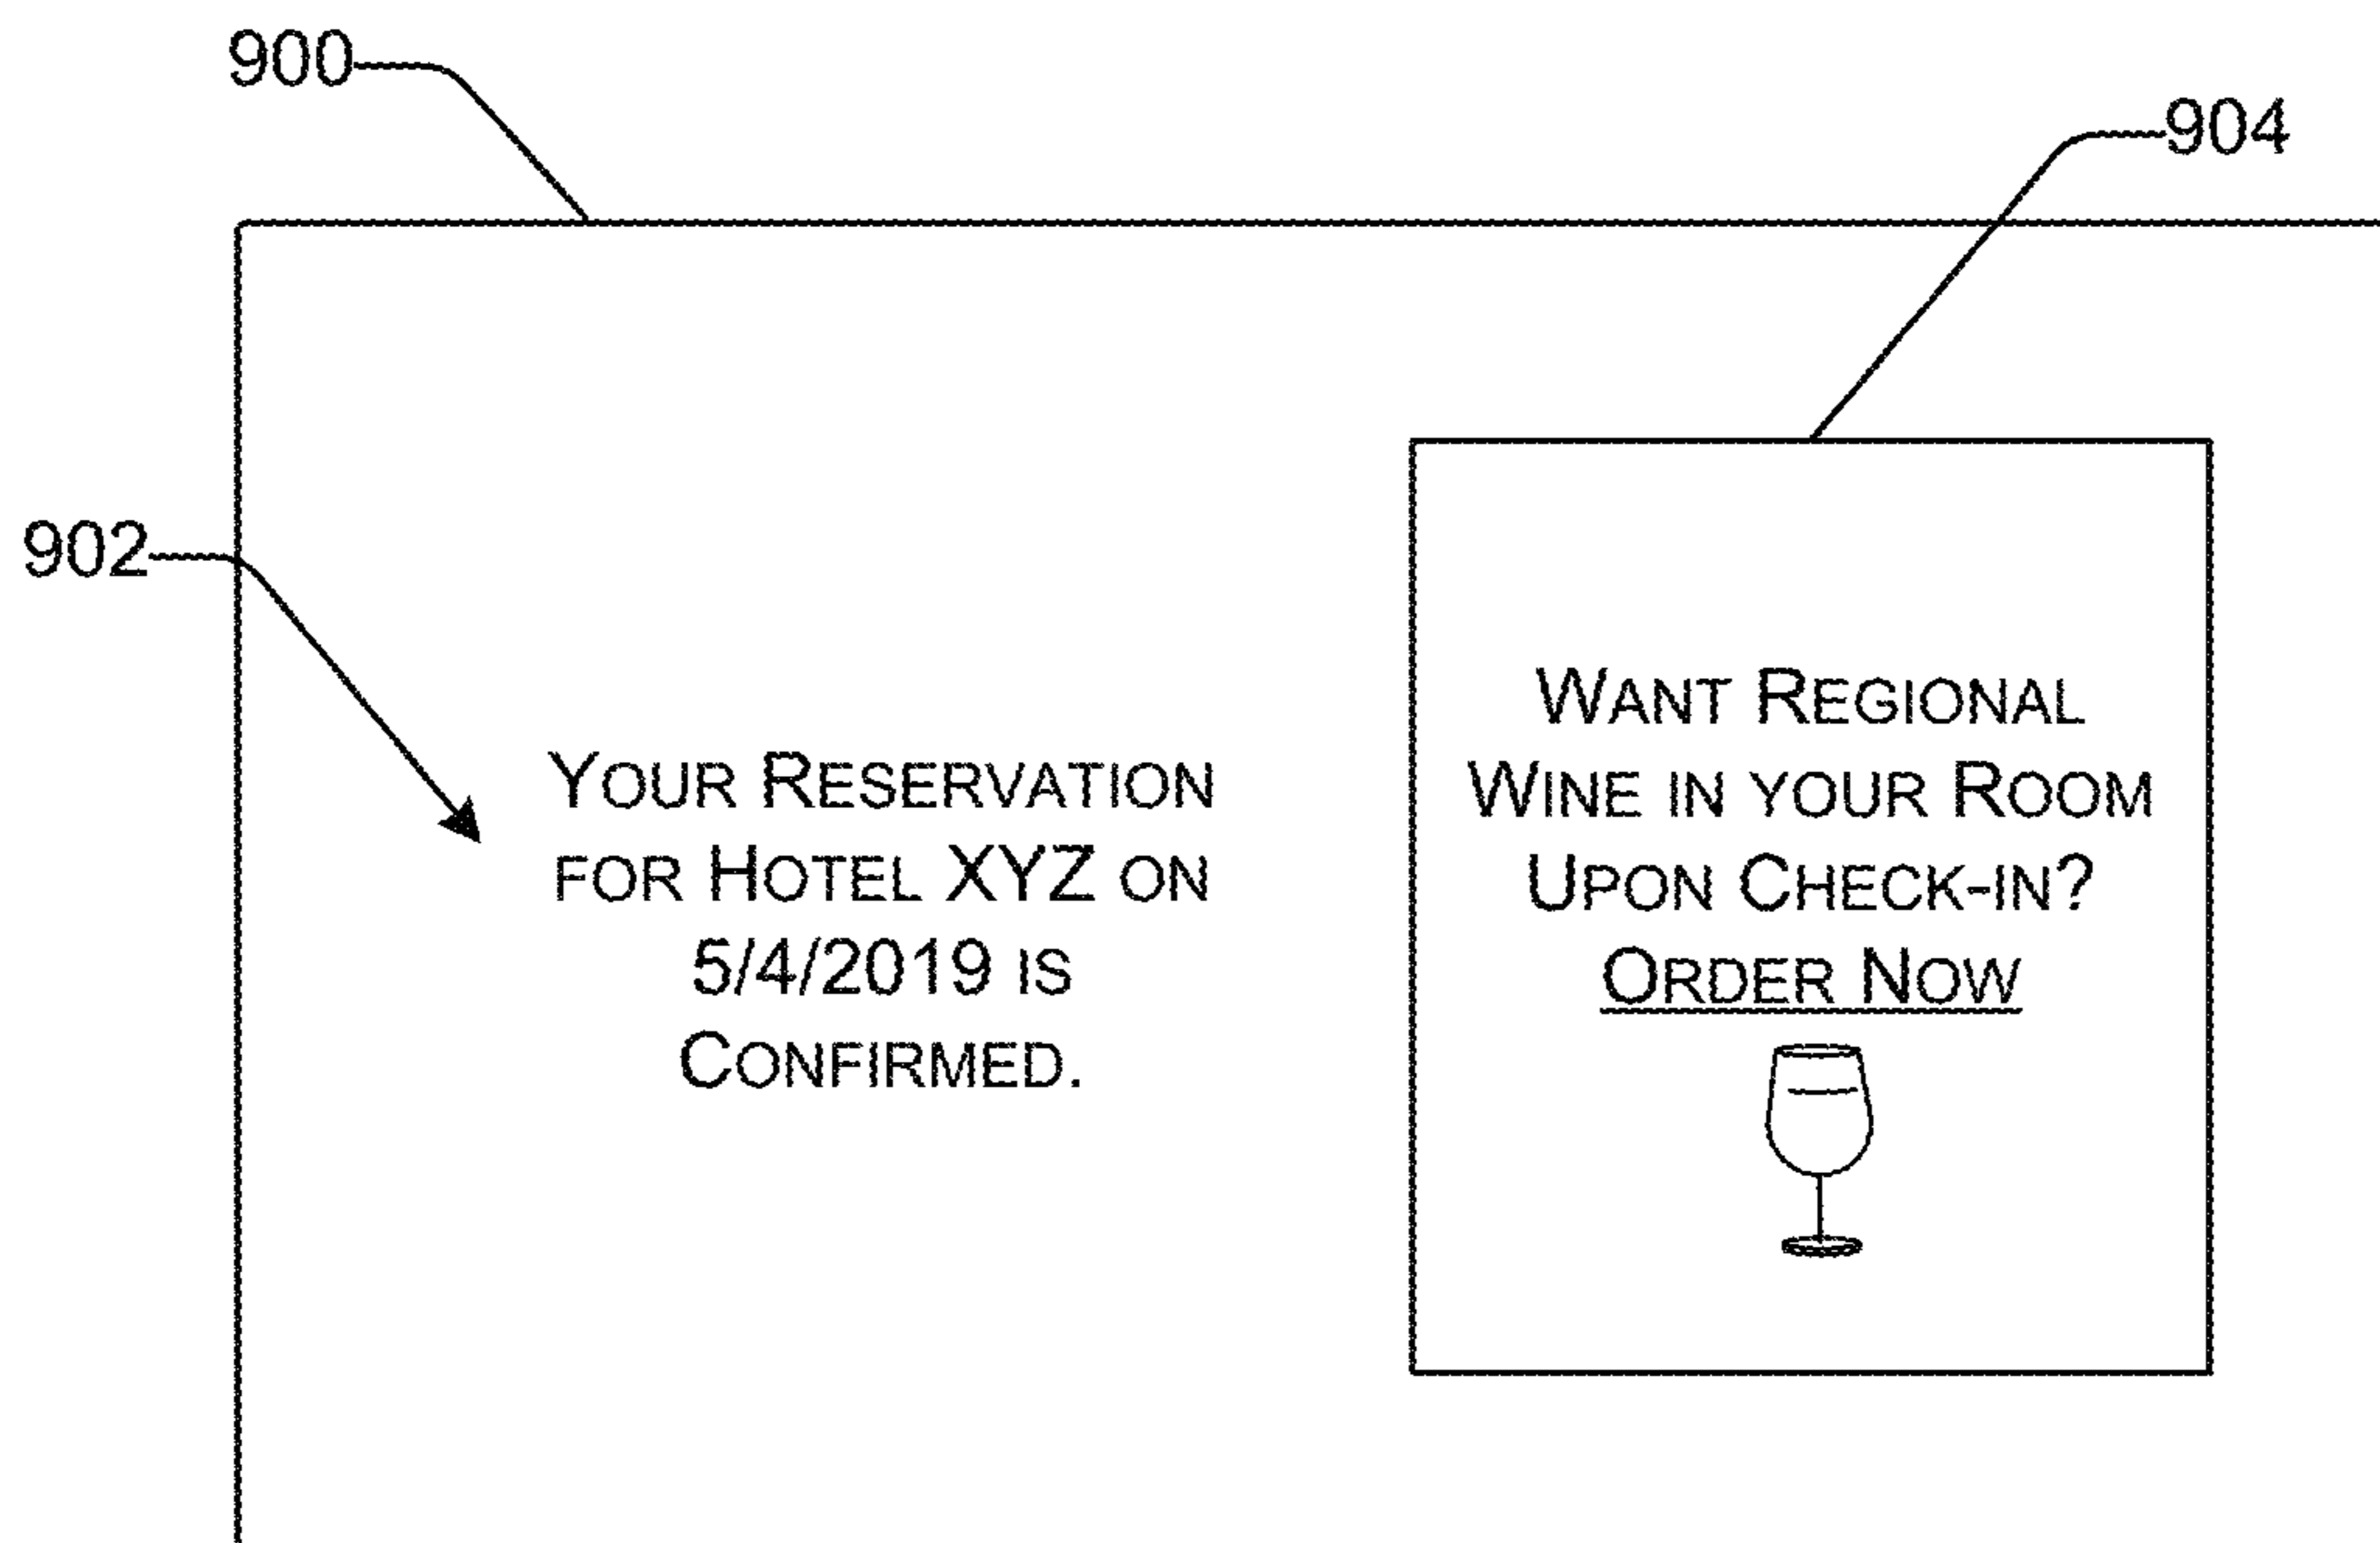 900
904
902
Your Reservation
for Hotel XYZ on
5/4/2019 is
Confirmed.
Want Regional
Wine in your Room
Upon Check-in?
Order Now